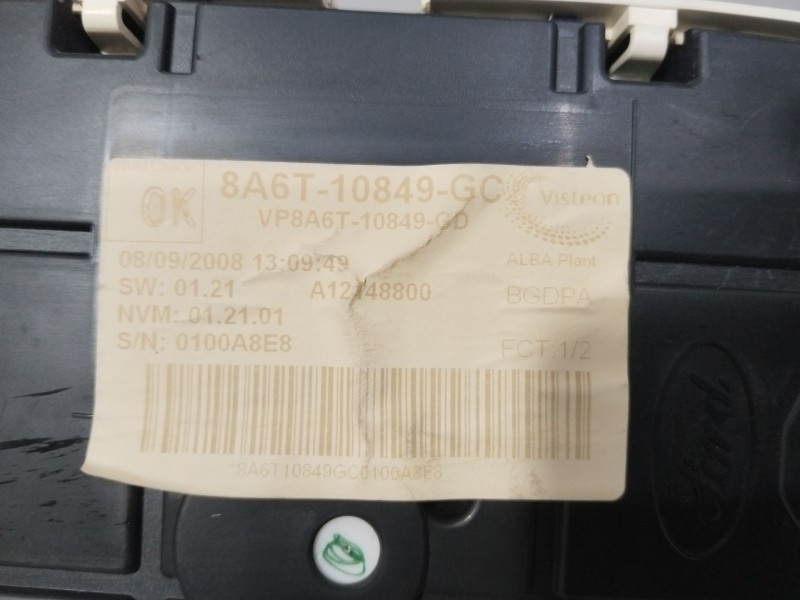 OK
8A6T-10849-GC
VP8A6T-10849-GD
Visteon
ALBA Plant
08/09/2008 13:09:49
SW: 01.21
BGDPA
NVM: 01.21.01
S/N: 0100A8E8
FCT:1/2
8A6T10849GC0100A8E8
Ford